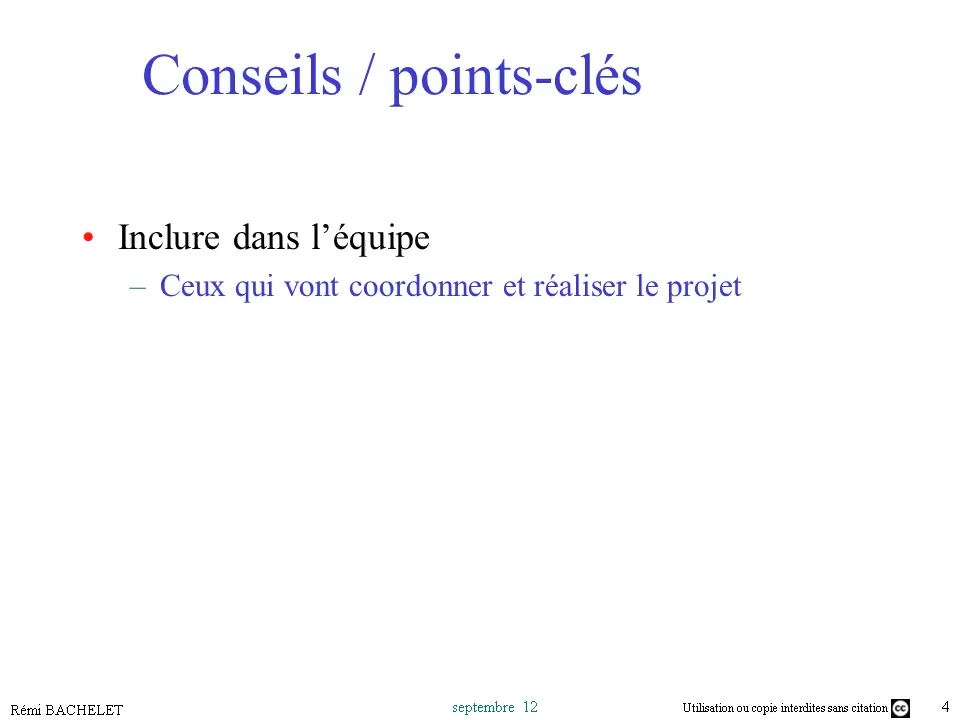 Conseils / points-clés
• Inclure dans l’équipe
– Ceux qui vont coordonner et réaliser le projet
Rémi BACHELET
septembre 12
Utilisation ou copie interdites sans citation
cc
4